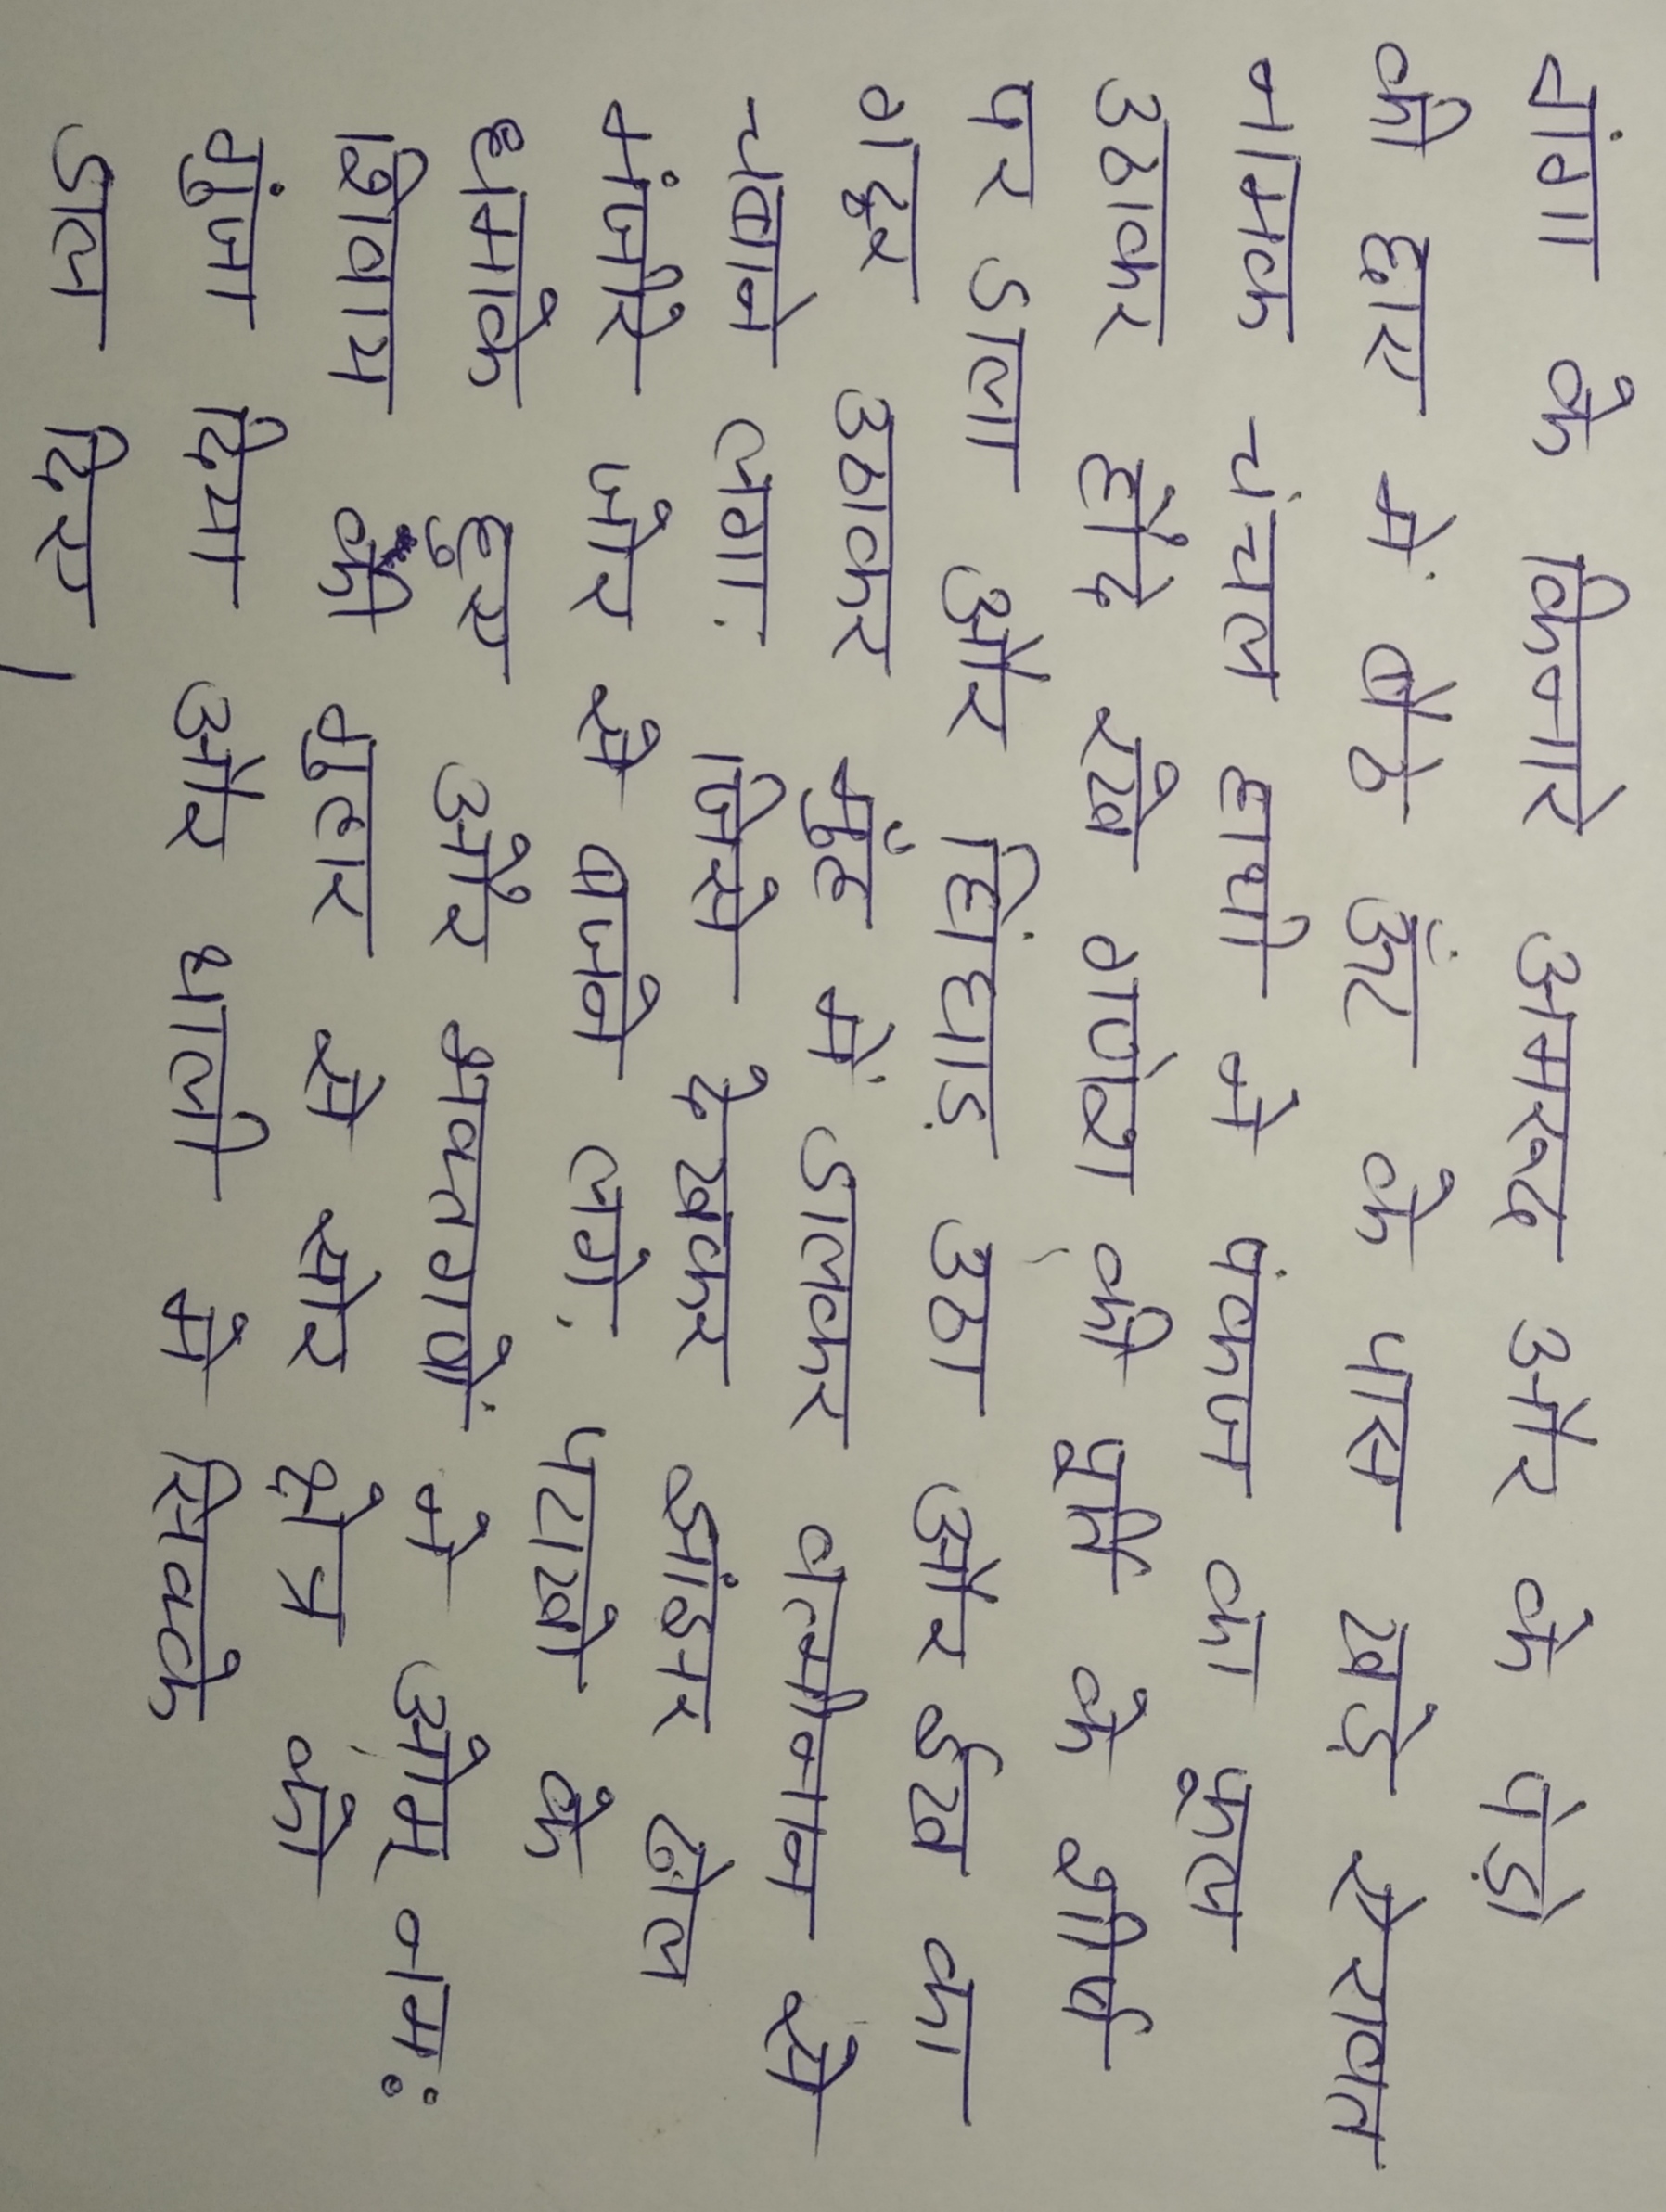 गंगा के किनारे अमरूद और के पेड़ो
की छाए में बैठे ऊँट के पास खड़े ऐरावत
नामक चंचल हाथी ने पंकज का फूल
उठाकर हौदे रखे गणेश की पूर्ति के शीर्ष
पर डाला और घिंघाड़ उठा और ईख का
गट्ठर उठाकर मुँह में डालकर वत्मीनान से
चबाने लगा. जिसे देखकर झांझर ढोल
मंजीरे जोर से बजने लगे, पटाखो के
धमाके हुए और भक्तगणों ने ओम् नमः
शिवाय की गुहार से सोर क्षेत्र को
गुंजा दिया और थाली मे सिक्के
डाल दिए।